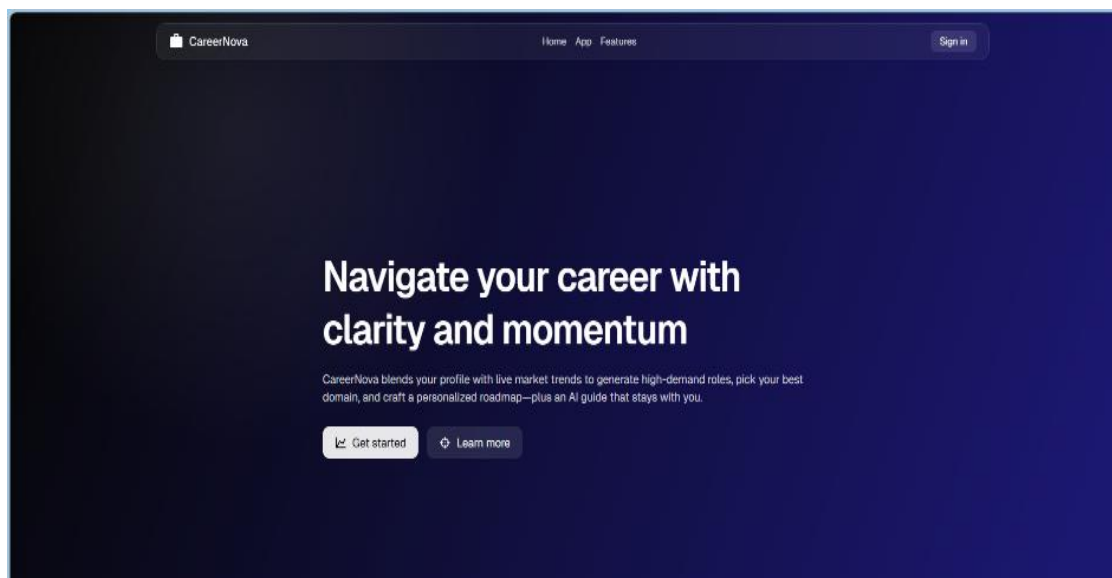 CareerNova
Home App Features
Sign in
Navigate your career with
clarity and momentum
CareerNova blends your profile with live market trends to generate high-demand roles, pick your best
domain, and craft a personalized roadmap—plus an AI guide that stays with you.
Get started
Learn more